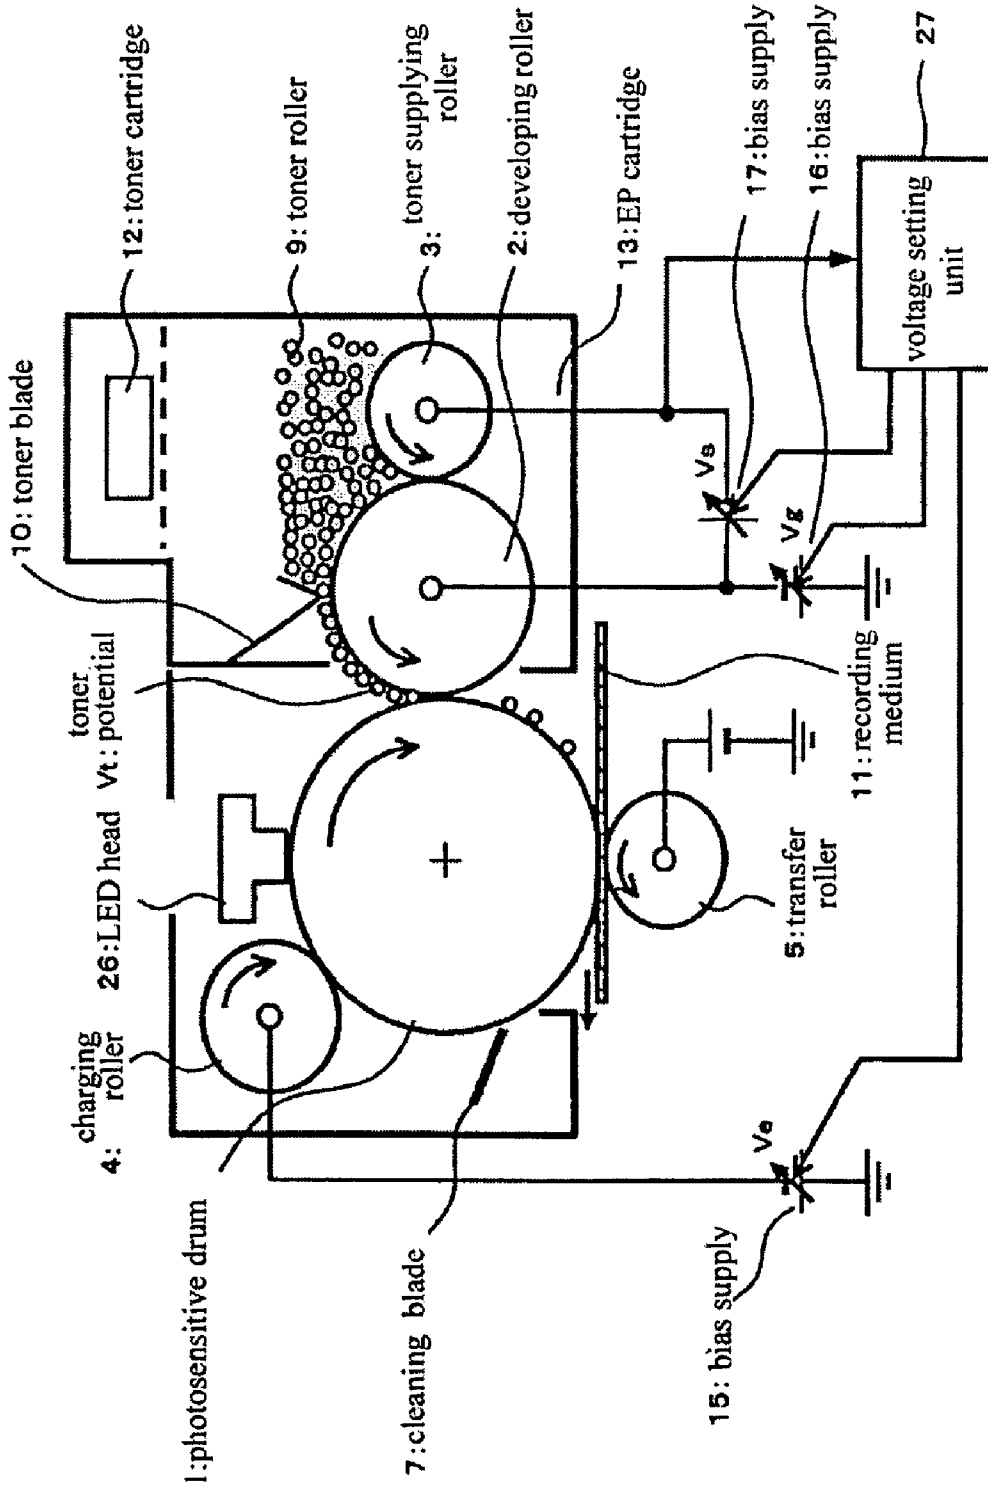 12:toner cartridge
9:toner roller
toner supplying
3: roller
2:developing roller
13:EP cartridge
17:bias supply
16:bias supply
27
10:toner blade
voltage setting
unit
Vs
Vg
toner
Vt: potential
26:LED head
11:recording
medium
5:transfer
roller
charging
4: roller
1:photosensitive drum
7:cleaning blade
Ve
15: bias supply